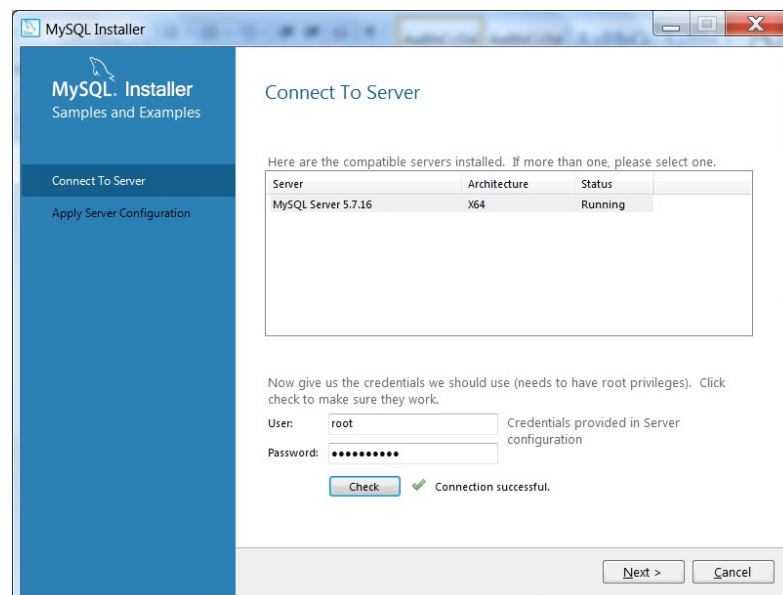 MySQL Installer
MySQL. Installer
Samples and Examples
Connect To Server
Apply Server Configuration
Connect To Server
Here are the compatible servers installed. If more than one, please select one.
Server Architecture Status
MySQL Server 5.7.16 X64 Running
Now give us the credentials we should use (needs to have root privileges). Click
check to make sure they work.
User: root
Credentials provided in Server
configuration
Password: ●●●●●●●●●●
Check Connection successful.
Next > Cancel